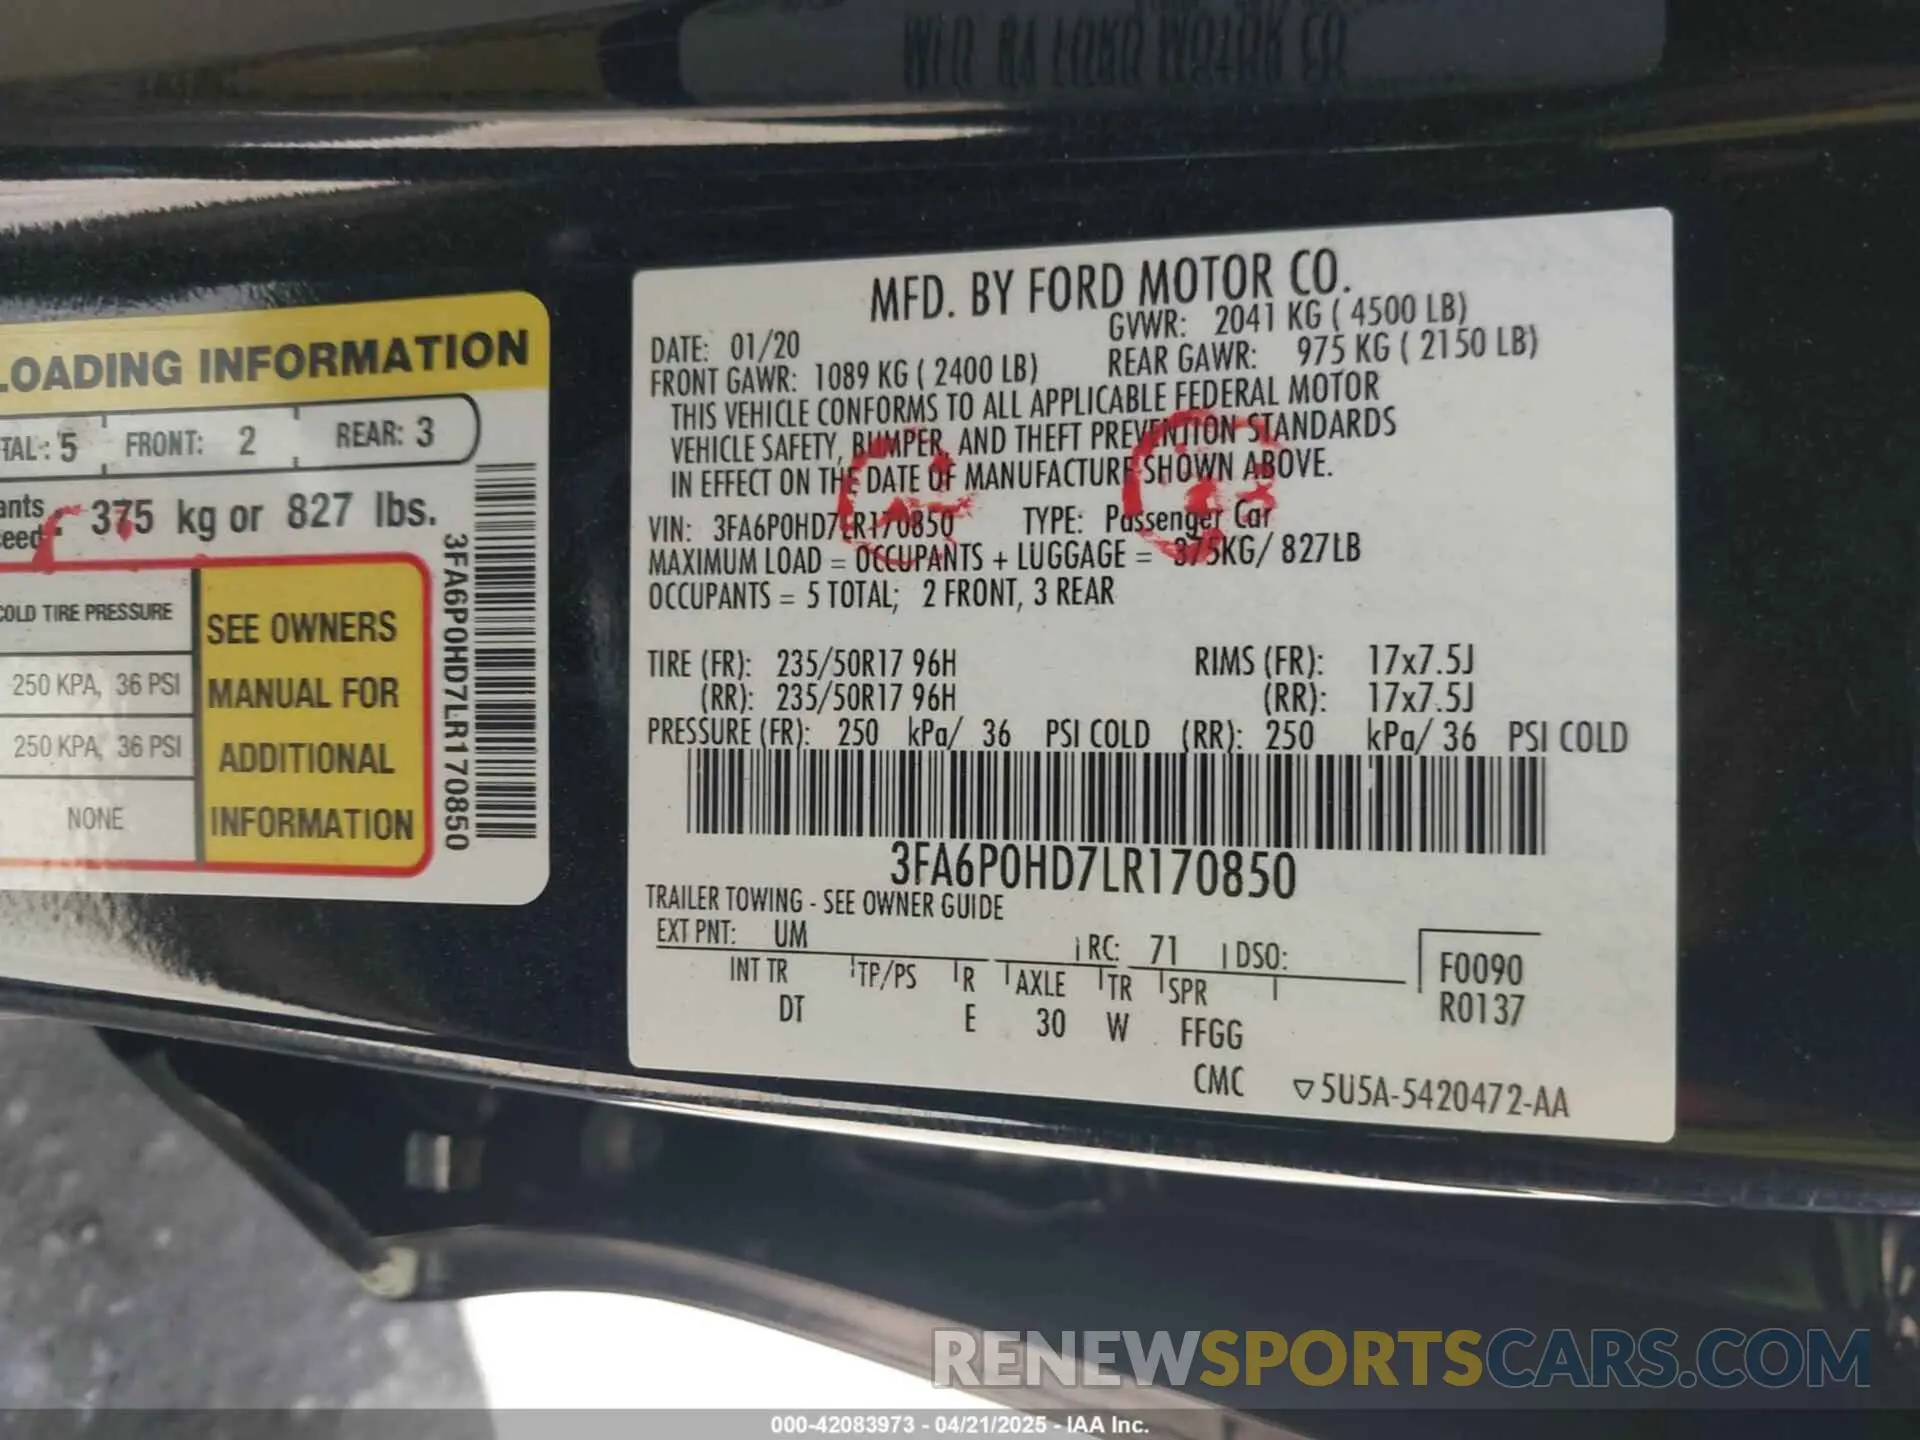 LOADING INFORMATION
TAL: 5 FRONT: 2 REAR: 3
ants
eed 375 kg or 827 lbs.
COLD TIRE PRESSURE
250 KPA, 36 PSI
250 KPA, 36 PSI
NONE
SEE OWNERS
MANUAL FOR
ADDITIONAL
INFORMATION
3FA6P0HD7LR170850
MFD. BY FORD MOTOR CO.
DATE: 01/20 GVWR: 2041 KG ( 4500 LB)
FRONT GAWR: 1089 KG ( 2400 LB) REAR GAWR: 975 KG ( 2150 LB)
THIS VEHICLE CONFORMS TO ALL APPLICABLE FEDERAL MOTOR
VEHICLE SAFETY, BUMPER, AND THEFT PREVENTION STANDARDS
IN EFFECT ON THE DATE OF MANUFACTURE SHOWN ABOVE.
VIN: 3FA6P0HD7LR170850 TYPE: Passenger Car
MAXIMUM LOAD = OCCUPANTS + LUGGAGE = 375KG/ 827LB
OCCUPANTS = 5 TOTAL; 2 FRONT, 3 REAR
TIRE (FR): 235/50R17 96H RIMS (FR): 17x7.5J
(RR): 235/50R17 96H (RR): 17x7.5J
PRESSURE (FR): 250 kPa/ 36 PSI COLD (RR): 250 kPa/ 36 PSI COLD
3FA6P0HD7LR170850
TRAILER TOWING - SEE OWNER GUIDE
EXT PNT: UM RC: 71 DSO:
INT TR TP/PS R AXLE TR SPR
DT E 30 W FFGG
F0090
R0137
CMC ▽5U5A-5420472-AA
RENEWSPORTSCARS.COM
000-42083973 - 04/21/2025 - IAA Inc.